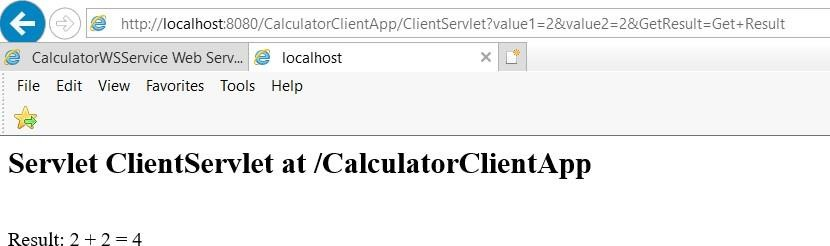 http://localhost:8080/CalculatorClientApp/ClientServlet?value1=2&value2=2&GetResult=Get+Result
CalculatorWSService Web Serv... localhost
File Edit View Favorites Tools Help
Servlet ClientServlet at /CalculatorClientApp
Result: 2 + 2 = 4